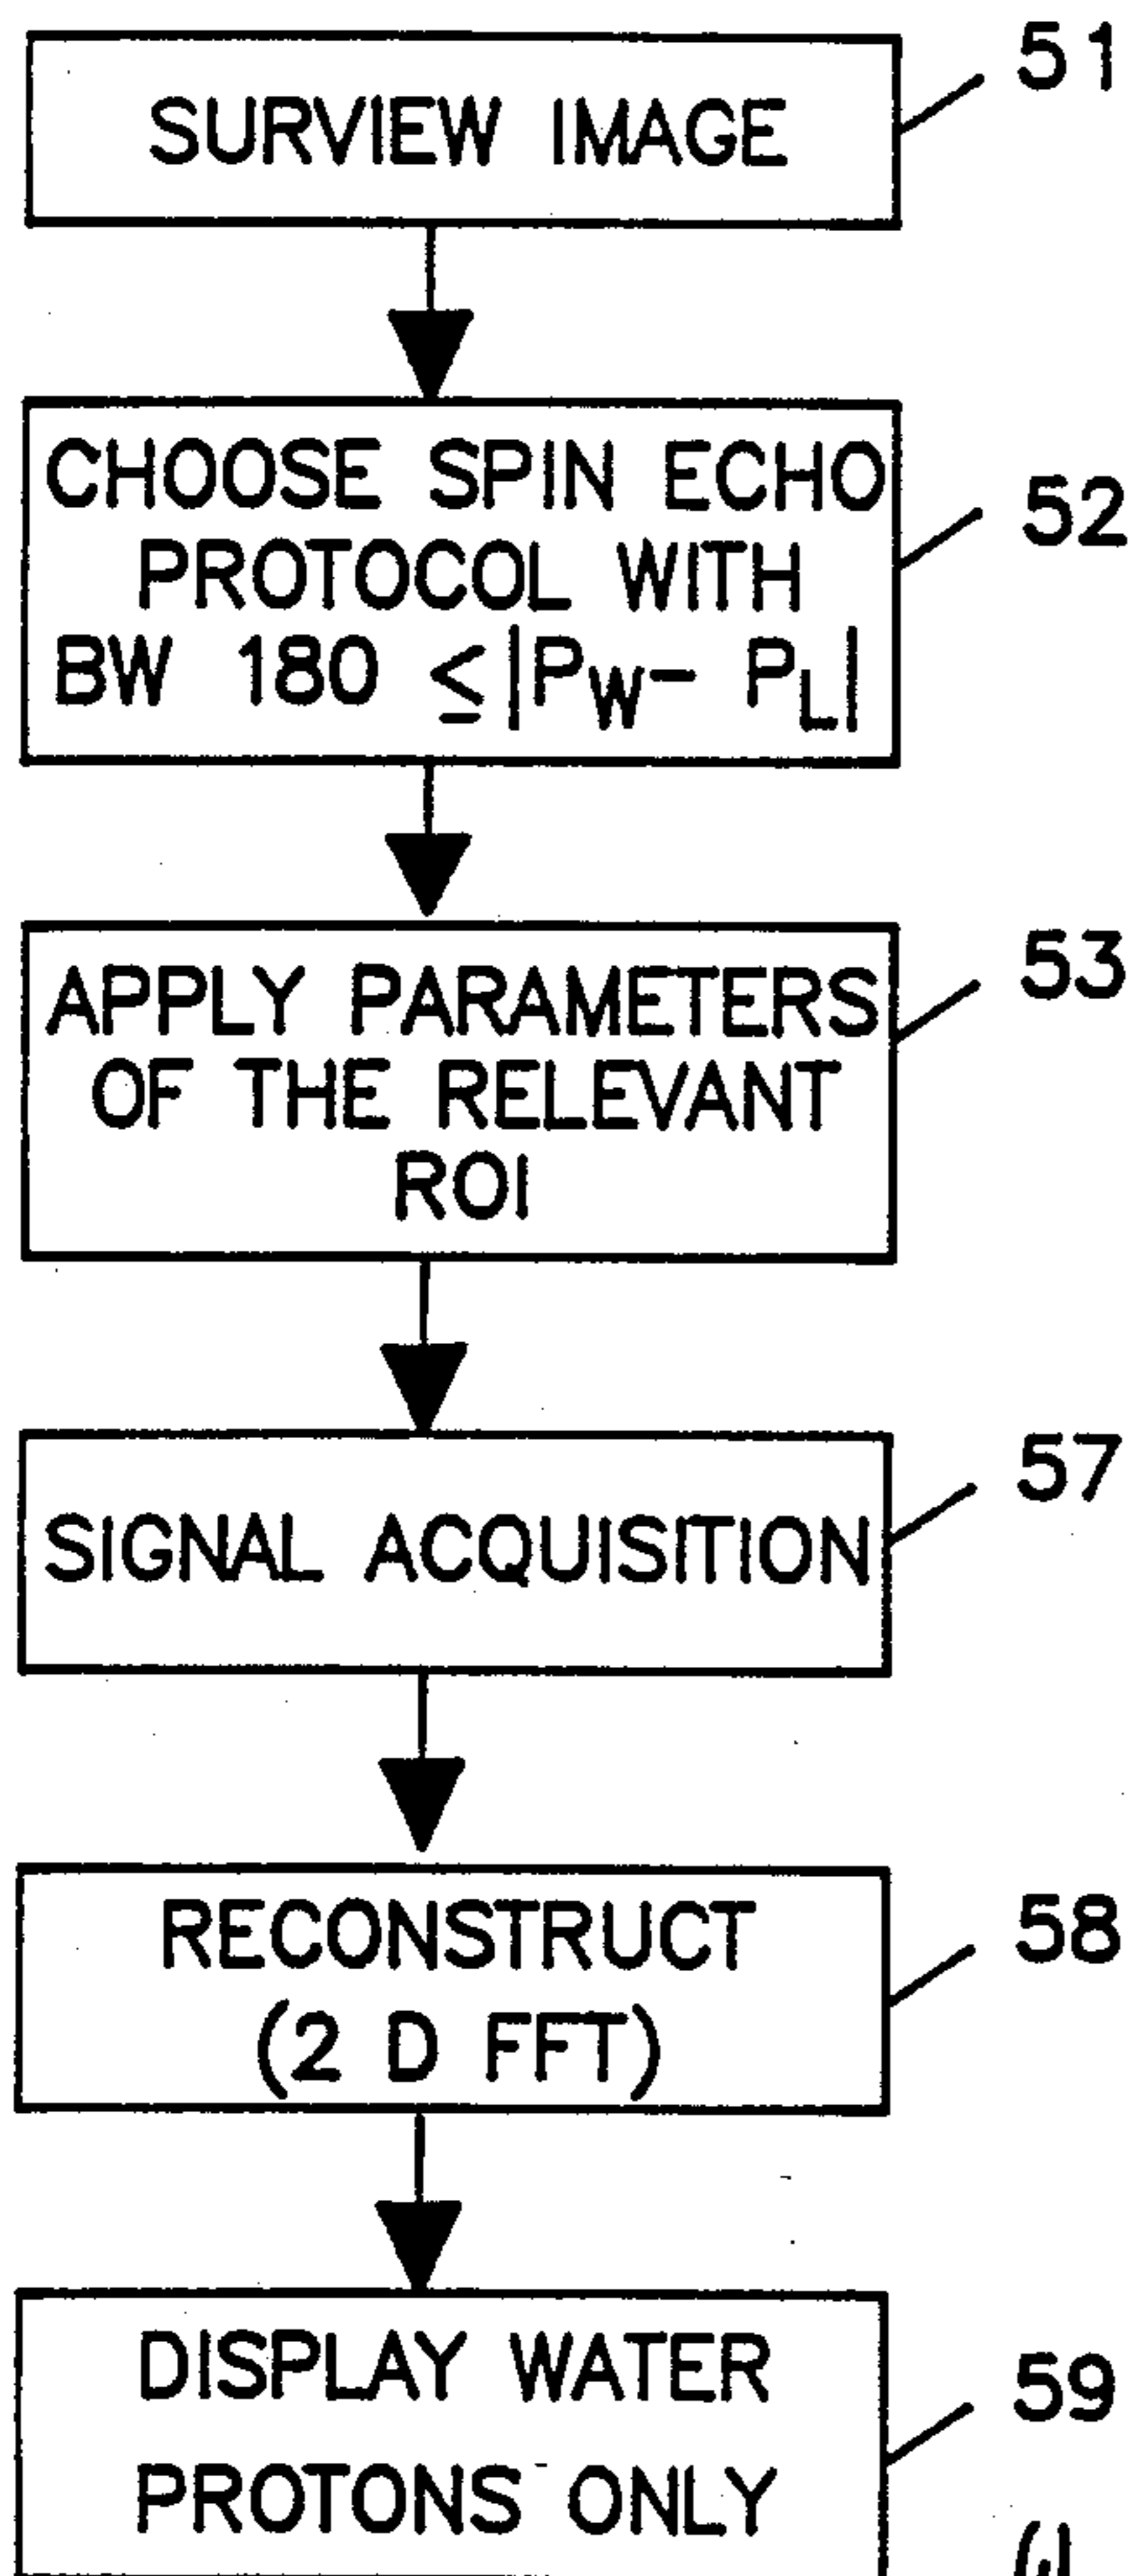 SURVIEW IMAGE
51
CHOOSE SPIN ECHO
PROTOCOL WITH
BW 180 ≤|PW- PL|
52
APPLY PARAMETERS
OF THE RELEVANT
ROI
53
SIGNAL ACQUISITION
57
RECONSTRUCT
(2 D FFT)
58
DISPLAY WATER
PROTONS ONLY
59